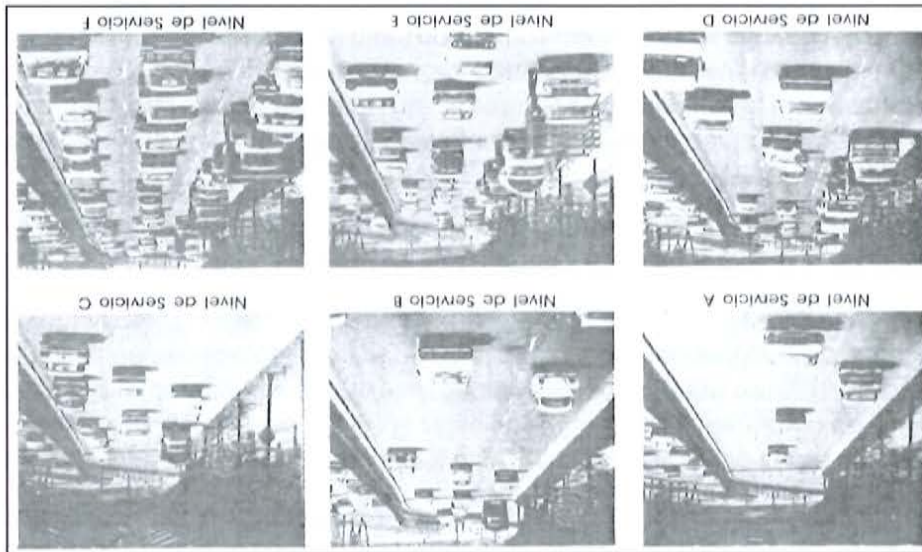 Nivel de Servicio A
Nivel de Servicio B
Nivel de Servicio C
Nivel de Servicio D
Nivel de Servicio E
Nivel de Servicio F